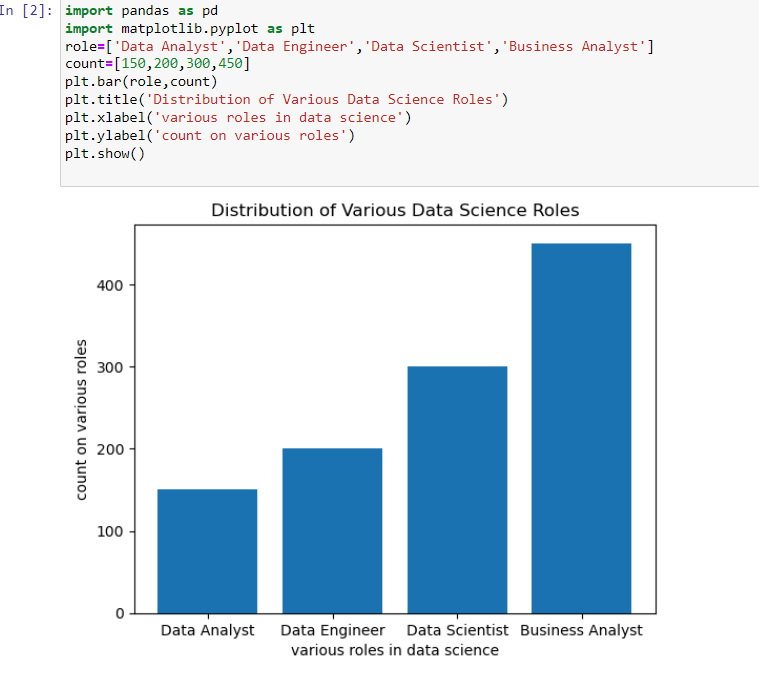 In [2]: import pandas as pd
import matplotlib.pyplot as plt
role=['Data Analyst','Data Engineer','Data Scientist','Business Analyst']
count=[150,200,300,450]
plt.bar(role,count)
plt.title('Distribution of Various Data Science Roles')
plt.xlabel('various roles in data science')
plt.ylabel('count on various roles')
plt.show()
Distribution of Various Data Science Roles
count on various roles
400
300
200
100
0
Data Analyst Data Engineer Data Scientist Business Analyst
various roles in data science